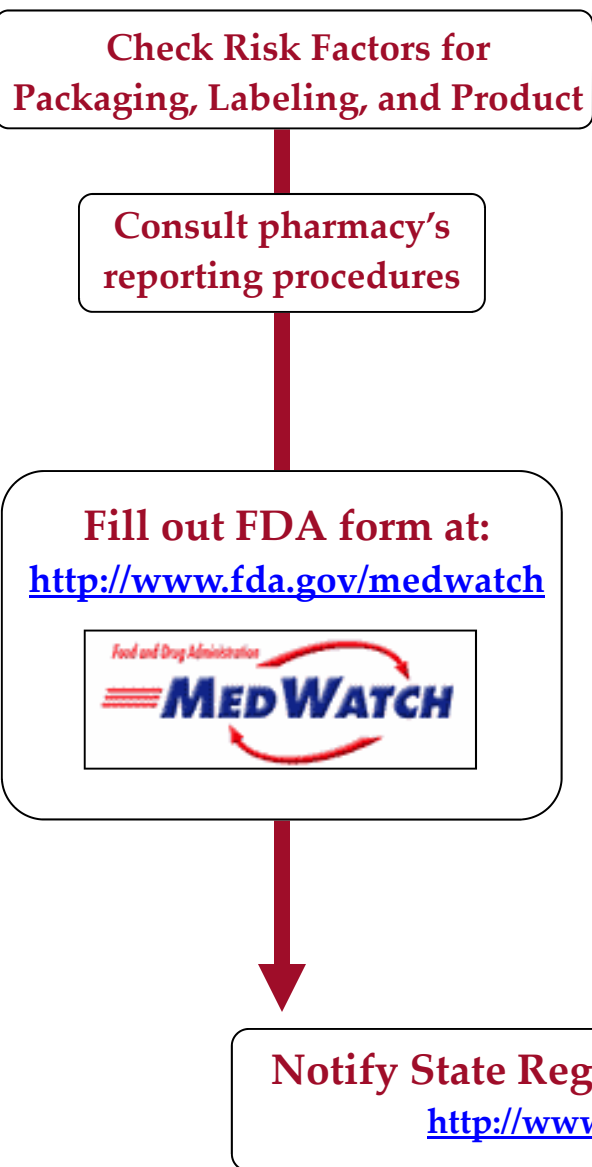 Check Risk Factors for
Packaging, Labeling, and Product
Consult pharmacy's
reporting procedures
Fill out FDA form at:
http://www.fda.gov/medwatch
Food and Drug Administration
MEDWATCH
Notify State Reg
http://www